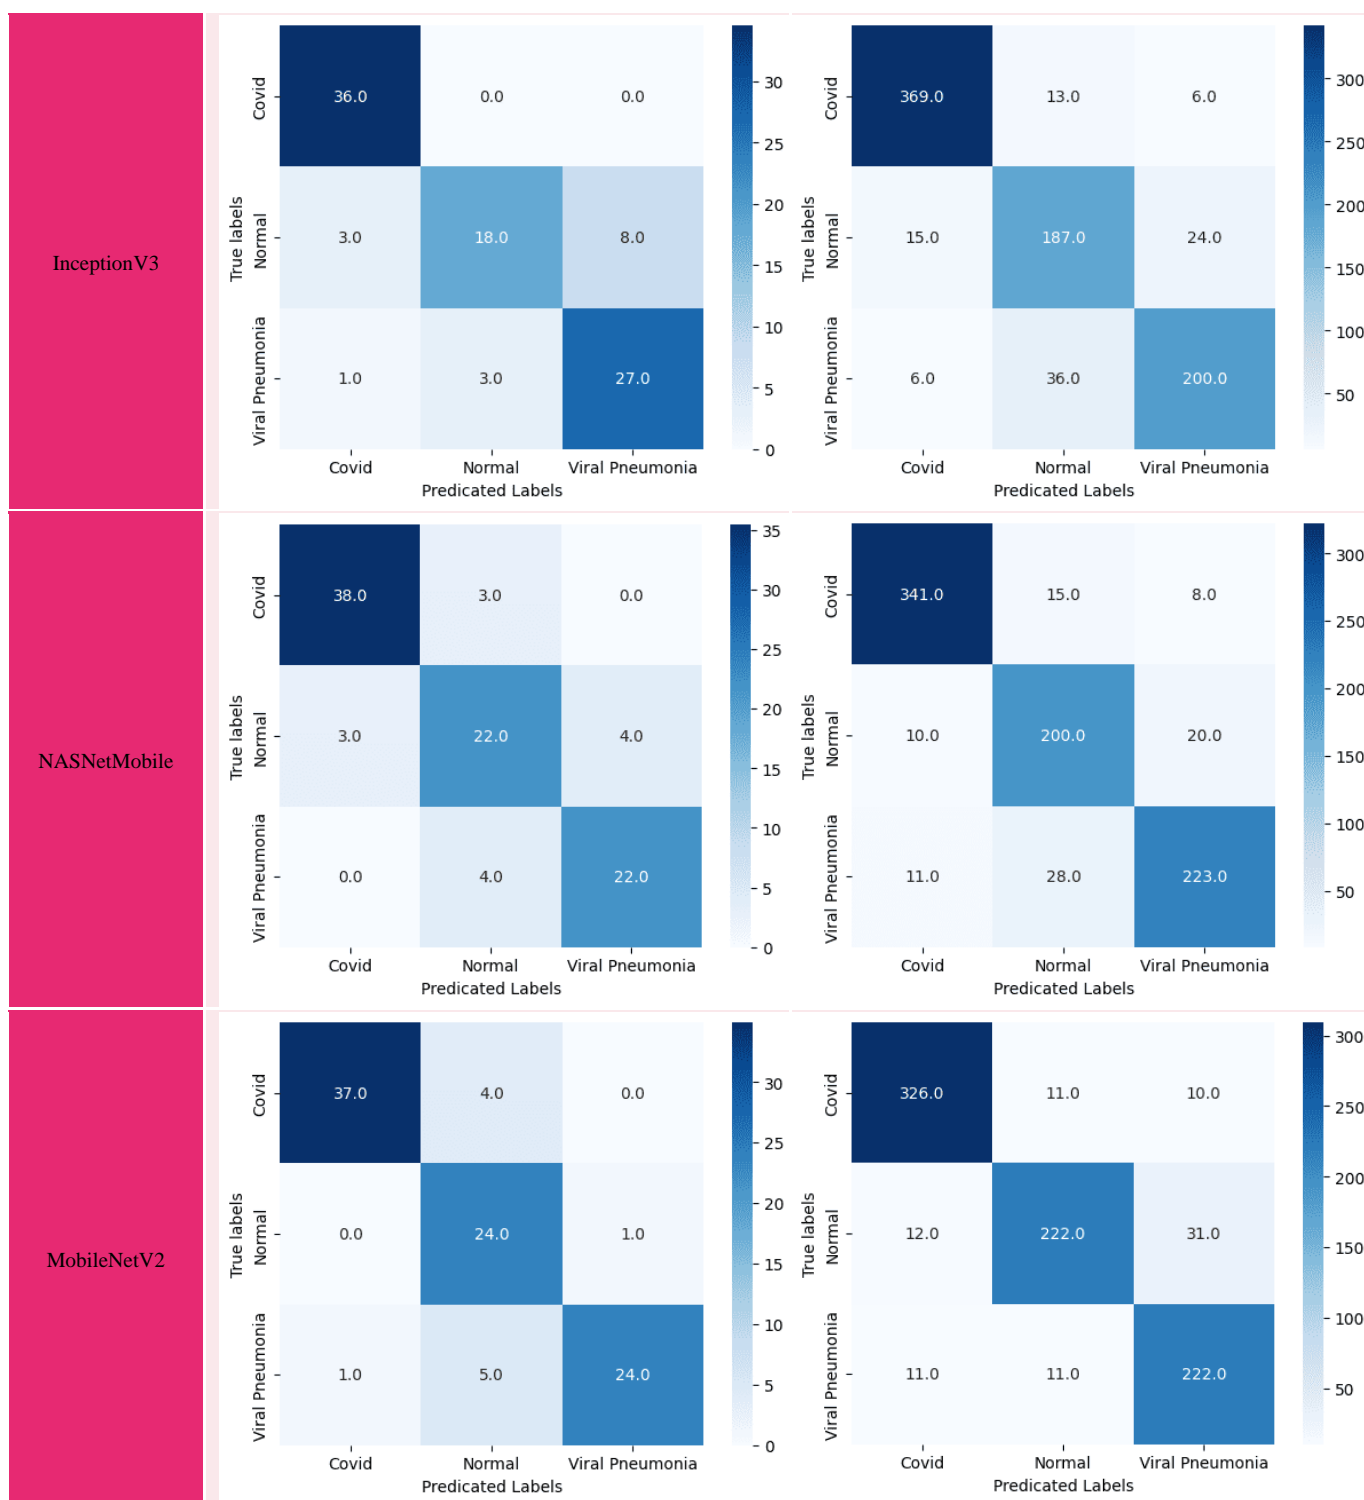 InceptionV3
Covid 36.0 0.0 0.0
True labels
Normal 3.0 18.0 8.0
Viral Pneumonia 1.0 3.0 27.0
Covid Normal Viral Pneumonia
Predicated Labels
30
25
20
15
10
5
0
Covid 369.0 13.0 6.0
True labels
Normal 15.0 187.0 24.0
Viral Pneumonia 6.0 36.0 200.0
Covid Normal Viral Pneumonia
Predicated Labels
300
250
200
150
100
50
NASNetMobile
Covid 38.0 3.0 0.0
True labels
Normal 3.0 22.0 4.0
Viral Pneumonia 0.0 4.0 22.0
Covid Normal Viral Pneumonia
Predicated Labels
35
30
25
20
15
10
5
0
Covid 341.0 15.0 8.0
True labels
Normal 10.0 200.0 20.0
Viral Pneumonia 11.0 28.0 223.0
Covid Normal Viral Pneumonia
Predicated Labels
300
250
200
150
100
50
MobileNetV2
Covid 37.0 4.0 0.0
True labels
Normal 0.0 24.0 1.0
Viral Pneumonia 1.0 5.0 24.0
Covid Normal Viral Pneumonia
Predicated Labels
30
25
20
15
10
5
0
Covid 326.0 11.0 10.0
True labels
Normal 12.0 222.0 31.0
Viral Pneumonia 11.0 11.0 222.0
Covid Normal Viral Pneumonia
Predicated Labels
300
250
200
150
100
50